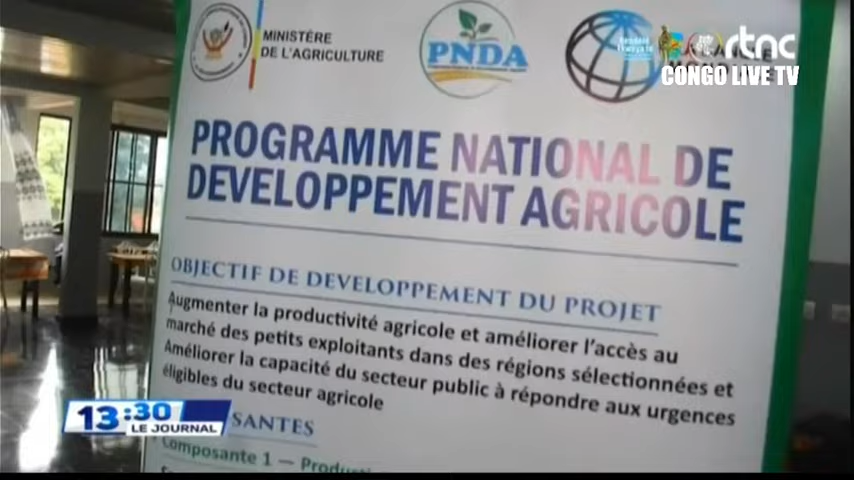 MINISTÈRE
DE L'AGRICULTURE
PNDA
rtnc
CONGO LIVE TV
PROGRAMME NATIONAL DE
DEVELOPPEMENT AGRICOLE
OBJECTIF DE DEVELOPPEMENT DU PROJET
Augmenter la productivité agricole et améliorer l'accès au
marché des petits exploitants dans des régions sélectionnées et
Améliorer la capacité du secteur public à répondre aux urgences
éligibles du secteur agricole
SANTES
Composante 1 — Product
13:30
LE JOURNAL